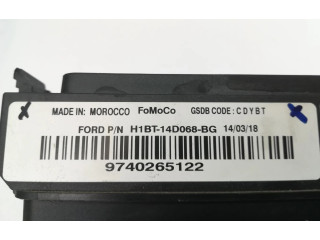 MADE IN: MOROCCO FoMoCo GSDB CODE: CDYBT
FORD P/N H1BT-14D068-BG 14/03/18
9740265122